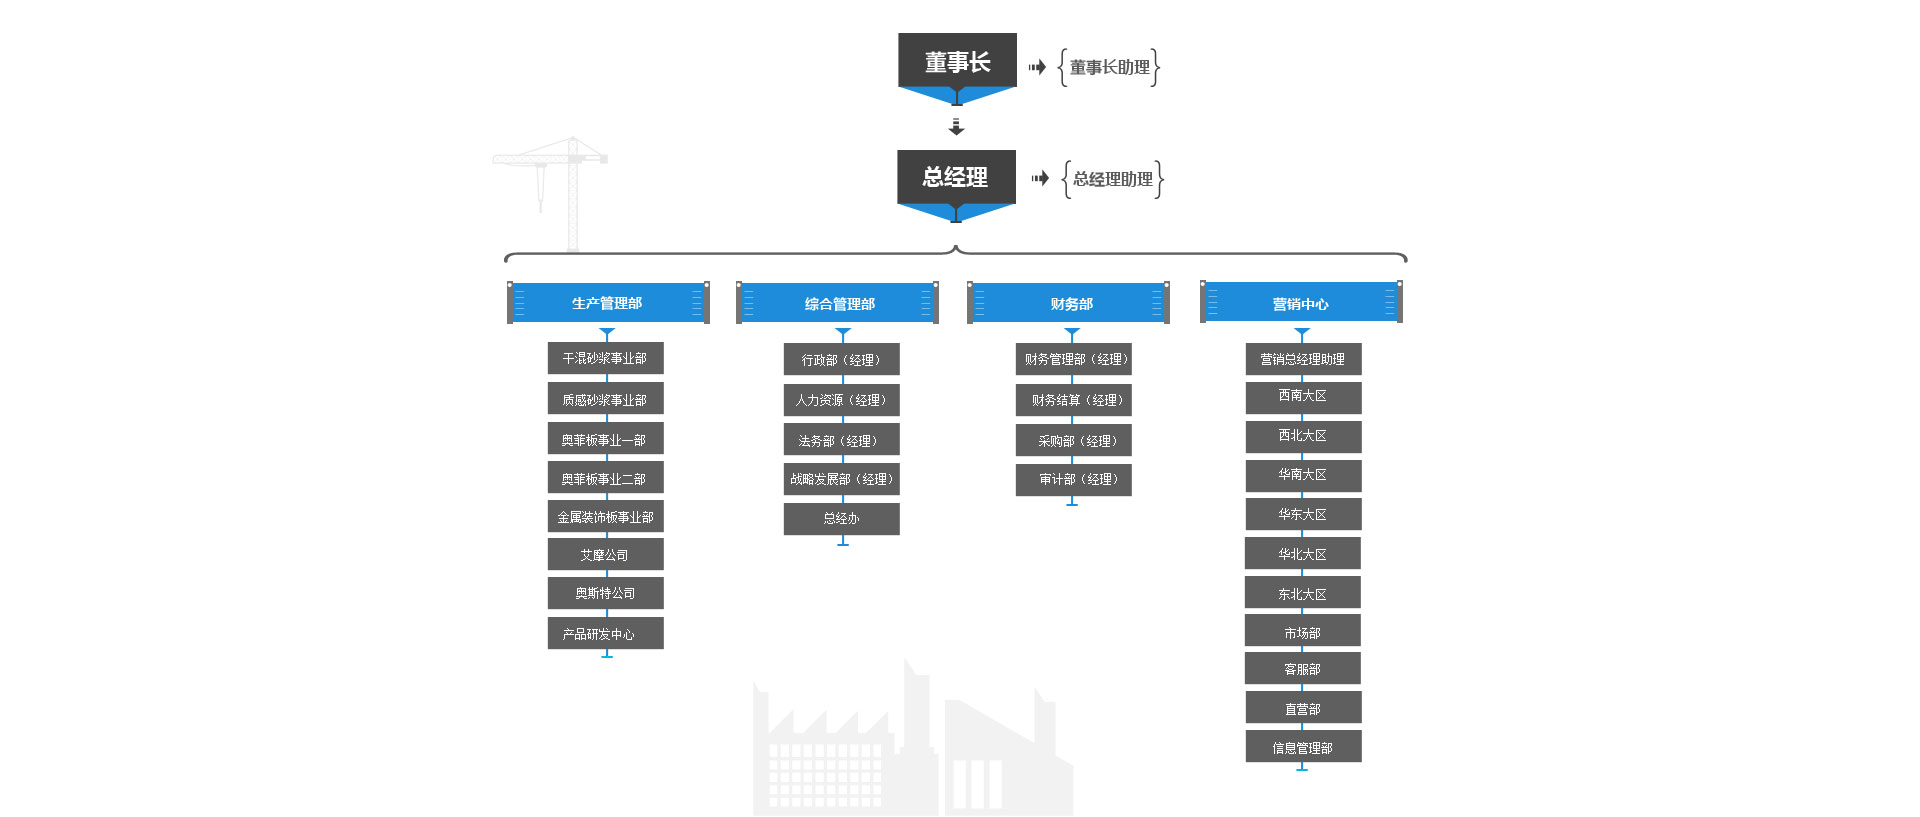 董事长
董事长助理
总经理
总经理助理
生产管理部
干混砂浆事业部
质感砂浆事业部
奥菲板事业一部
奥菲板事业二部
金属装饰板事业部
艾摩公司
奥斯特公司
产品研发中心
综合管理部
行政部（经理）
人力资源（经理）
法务部（经理）
战略发展部（经理）
总经办
财务部
财务管理部（经理）
财务结算（经理）
采购部（经理）
审计部（经理）
营销中心
营销总经理助理
西南大区
西北大区
华南大区
华东大区
华北大区
东北大区
市场部
客服部
直营部
信息管理部